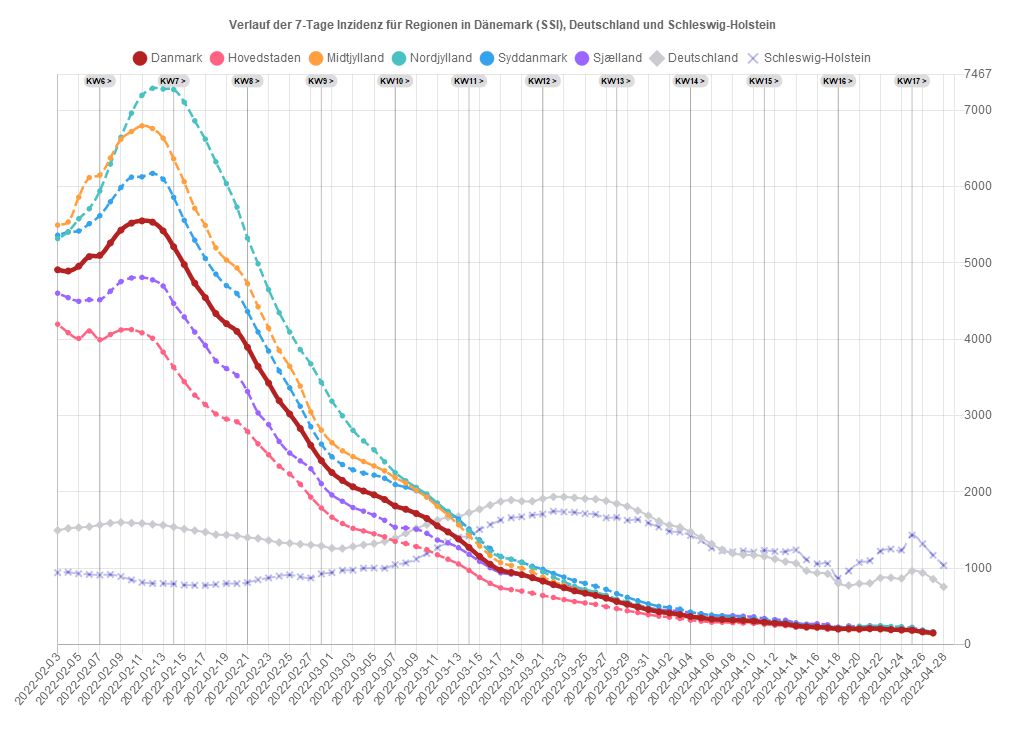 Verlauf der 7-Tage Inzidenz für Regionen in Dänemark (SSI), Deutschland und Schleswig-Holstein
Danmark Hovedstaden Midtjylland Nordjylland Syddanmark Sjælland Deutschland Schleswig-Holstein
KW6 > KW7 > KW8 > KW9 > KW10 > KW11 > KW12 > KW13 > KW14 > KW15 > KW16 > KW17 >
7467
7000
6000
5000
4000
3000
2000
1000
0
2022-02-03 2022-02-05 2022-02-07 2022-02-09 2022-02-11 2022-02-13 2022-02-15 2022-02-17 2022-02-19 2022-02-21 2022-02-23 2022-02-25 2022-02-27 2022-03-01 2022-03-03 2022-03-05 2022-03-07 2022-03-09 2022-03-11 2022-03-13 2022-03-15 2022-03-17 2022-03-19 2022-03-21 2022-03-23 2022-03-25 2022-03-27 2022-03-29 2022-03-31 2022-04-02 2022-04-04 2022-04-06 2022-04-08 2022-04-10 2022-04-12 2022-04-14 2022-04-16 2022-04-18 2022-04-20 2022-04-22 2022-04-24 2022-04-26 2022-04-28